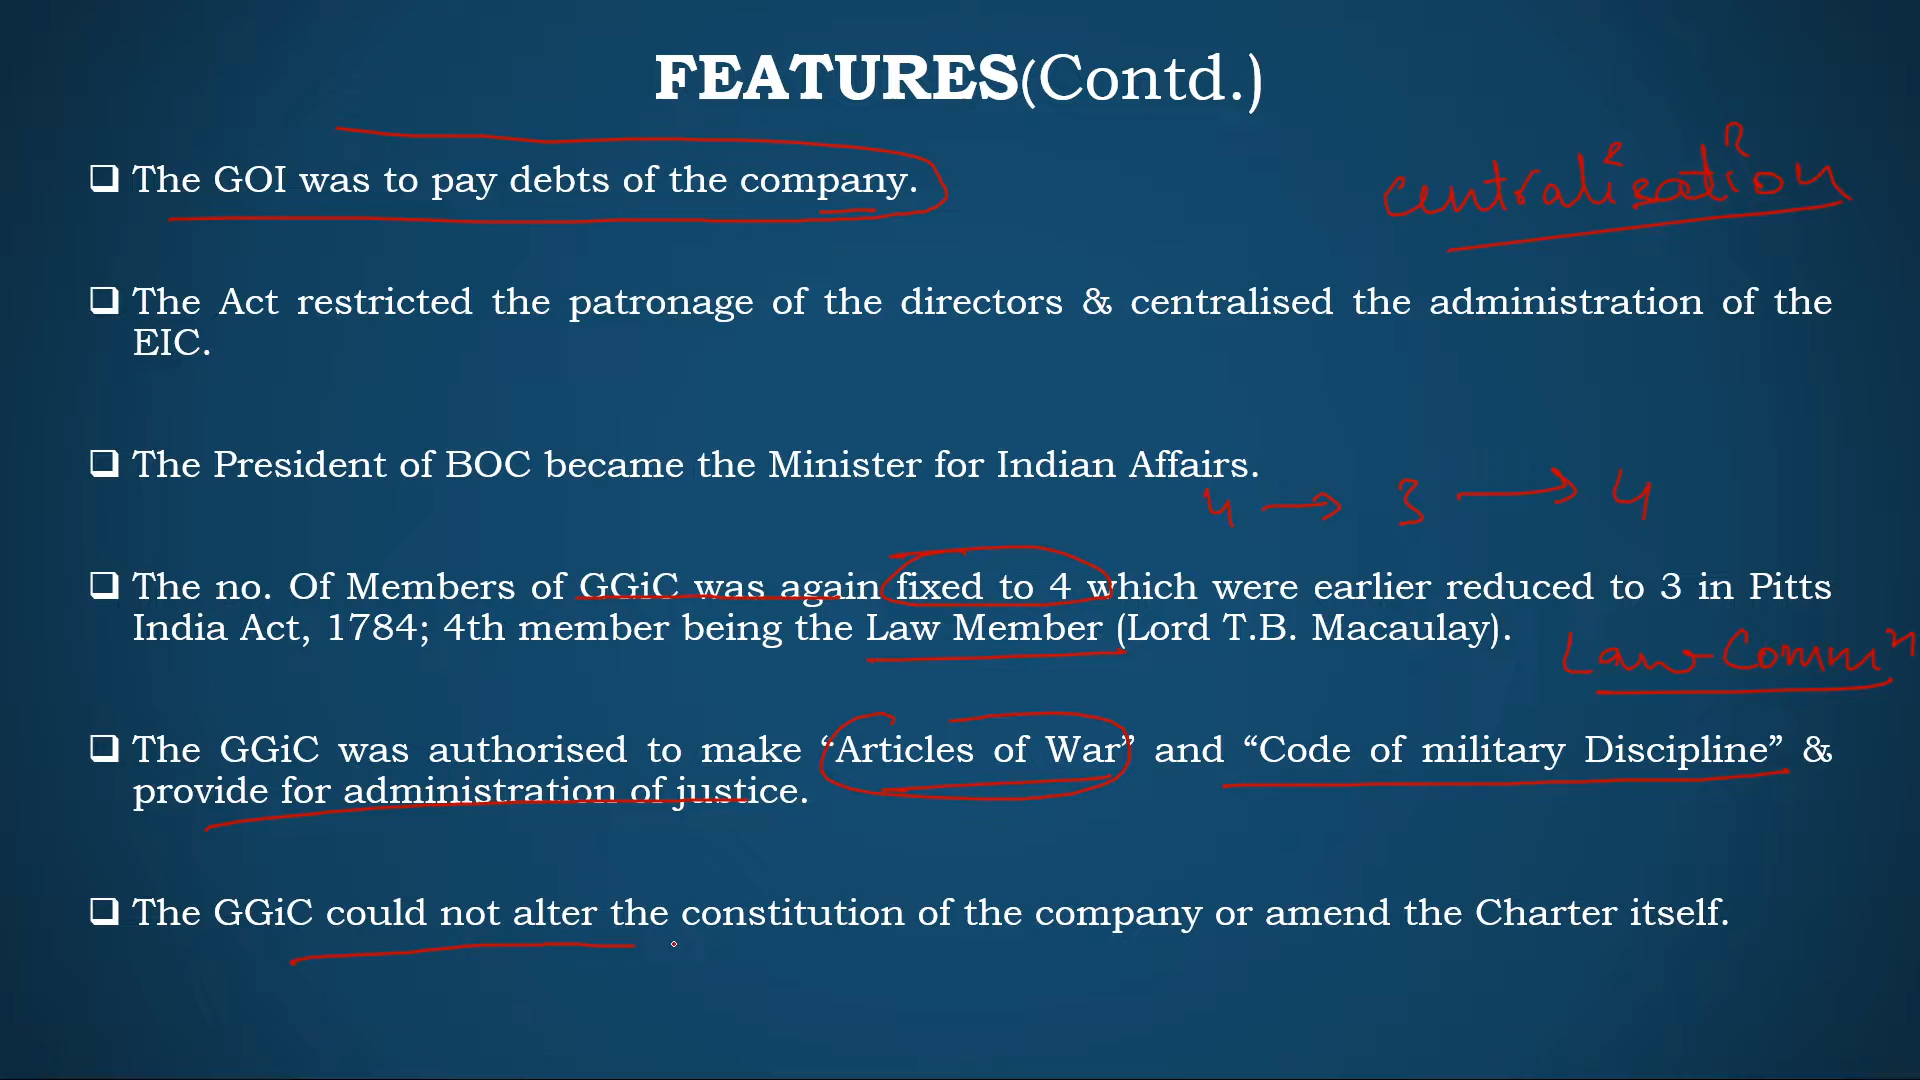 FEATURES(Contd.)
❑ The GOI was to pay debts of the company.
centralisation
❑ The Act restricted the patronage of the directors & centralised the administration of the
EIC.
❑ The President of BOC became the Minister for Indian Affairs.
4 → 3 → 4
❑ The no. Of Members of GGiC was again fixed to 4 which were earlier reduced to 3 in Pitts
India Act, 1784; 4th member being the Law Member (Lord T.B. Macaulay).
Law-Commn
❑ The GGiC was authorised to make “Articles of War” and “Code of military Discipline” &
provide for administration of justice.
❑ The GGiC could not alter the constitution of the company or amend the Charter itself.